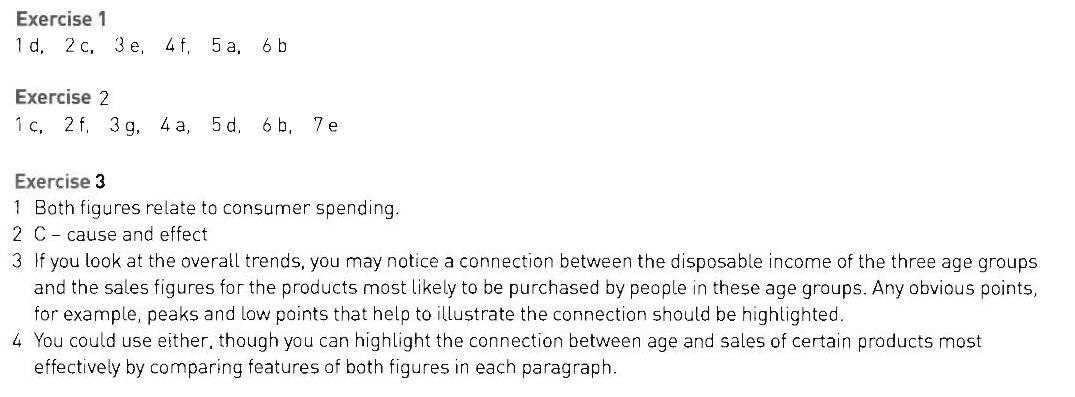 Exercise 1
1 d, 2 c, 3 e, 4 f, 5 a, 6 b
Exercise 2
1 c, 2 f, 3 g, 4 a, 5 d, 6 b, 7 e
Exercise 3
1 Both figures relate to consumer spending.
2 C – cause and effect
3 If you look at the overall trends, you may notice a connection between the disposable income of the three age groups
and the sales figures for the products most likely to be purchased by people in these age groups. Any obvious points,
for example, peaks and low points that help to illustrate the connection should be highlighted.
4 You could use either, though you can highlight the connection between age and sales of certain products most
effectively by comparing features of both figures in each paragraph.